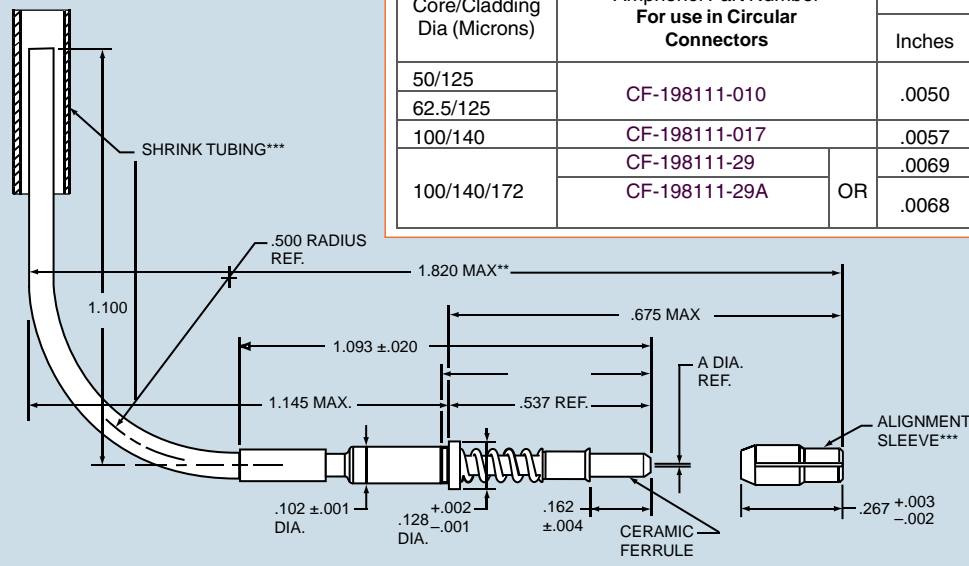 Core/Cladding
Dia (Microns)
Amphenol Part Number
For use in Circular
Connectors
Inches
50/125
62.5/125
CF-198111-010
.0050
100/140
CF-198111-017
.0057
100/140/172
CF-198111-29
OR
.0069
CF-198111-29A
.0068
SHRINK TUBING***
.500 RADIUS
REF.
1.820 MAX**
1.100
.675 MAX
1.093 ±.020
A DIA.
REF.
1.145 MAX.
.537 REF.
ALIGNMENT
SLEEVE***
.102 ±.001
DIA.
.128 +.002 –.001
DIA.
.162
±.004
CERAMIC
FERRULE
.267 +.003 –.002